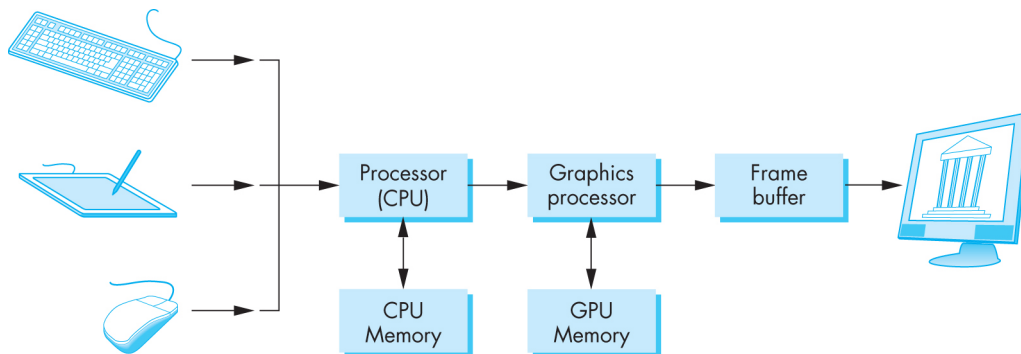 Processor
(CPU)
Graphics
processor
Frame
buffer
CPU
Memory
GPU
Memory